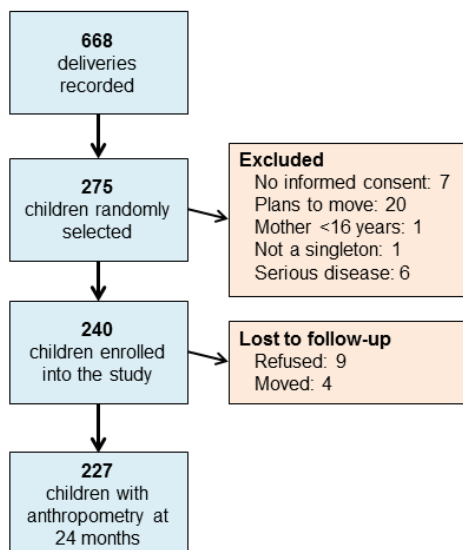 668
deliveries
recorded
275
children randomly
selected
Excluded
No informed consent: 7
Plans to move: 20
Mother <16 years: 1
Not a singleton: 1
Serious disease: 6
240
children enrolled
into the study
Lost to follow-up
Refused: 9
Moved: 4
227
children with
anthropometry at
24 months